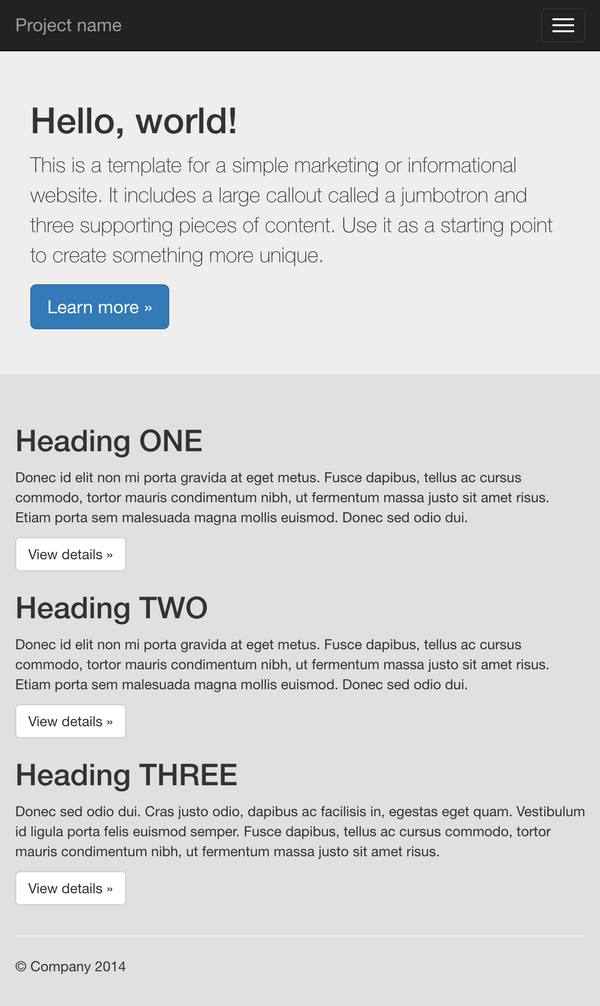 Project name
Hello, world!
This is a template for a simple marketing or informational
website. It includes a large callout called a jumbotron and
three supporting pieces of content. Use it as a starting point
to create something more unique.
Learn more »
Heading ONE
Donec id elit non mi porta gravida at eget metus. Fusce dapibus, tellus ac cursus
commodo, tortor mauris condimentum nibh, ut fermentum massa justo sit amet risus.
Etiam porta sem malesuada magna mollis euismod. Donec sed odio dui.
View details »
Heading TWO
Donec id elit non mi porta gravida at eget metus. Fusce dapibus, tellus ac cursus
commodo, tortor mauris condimentum nibh, ut fermentum massa justo sit amet risus.
Etiam porta sem malesuada magna mollis euismod. Donec sed odio dui.
View details »
Heading THREE
Donec sed odio dui. Cras justo odio, dapibus ac facilisis in, egestas eget quam. Vestibulum
id ligula porta felis euismod semper. Fusce dapibus, tellus ac cursus commodo, tortor
mauris condimentum nibh, ut fermentum massa justo sit amet risus.
View details »
© Company 2014